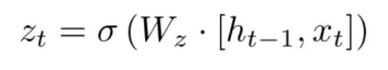 z_t = σ (W_z · [h_{t−1}, x_t])